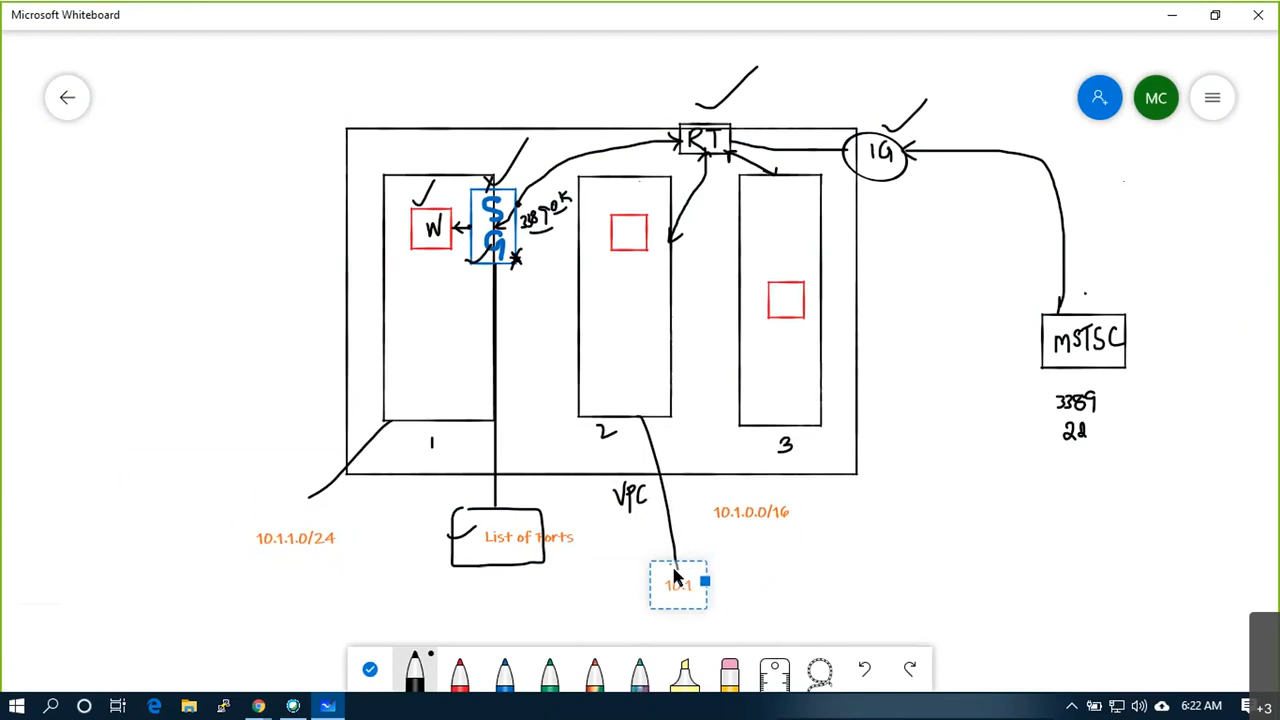 Microsoft Whiteboard
MC
RT
IG
W
SG
3389 OK
MSTSC
3389
22
1
2
3
VPC
10.1.0.0/16
10.1.1.0/24
List of Ports
10.1
6:22 AM
+3